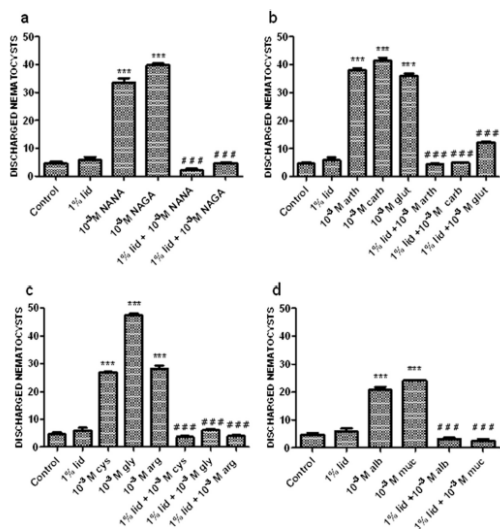 a
DISCHARGED NEMATOCYSTS
50
40
30
20
10
0
***
***
###
###
Control
1% lid
10⁻³M NANA
10⁻³M NAGA
1% lid + 10⁻³M NANA
1% lid + 10⁻³M NAGA
b
DISCHARGED NEMATOCYSTS
50
40
30
20
10
0
***
***
***
###
###
###
Control
1% lid
10⁻³ M arth
10⁻³ M carb
10⁻³ M glut
1% lid+10⁻³ M arth
1% lid+10⁻³ M carb
1% lid+10⁻³ M glut
c
DISCHARGED NEMATOCYSTS
50
40
30
20
10
0
***
***
***
###
###
###
Control
1% lid
10⁻³ M cys
10⁻³ M gly
10⁻³ M arg
1% lid + 10⁻³ M cys
1% lid + 10⁻³ M gly
1% lid + 10⁻³ M arg
d
DISCHARGED NEMATOCYSTS
50
40
30
20
10
0
***
***
###
###
Control
1% lid
10⁻³ M alb
10⁻³ M muc
1% lid+10⁻³ M alb
1% lid+10⁻³ M muc